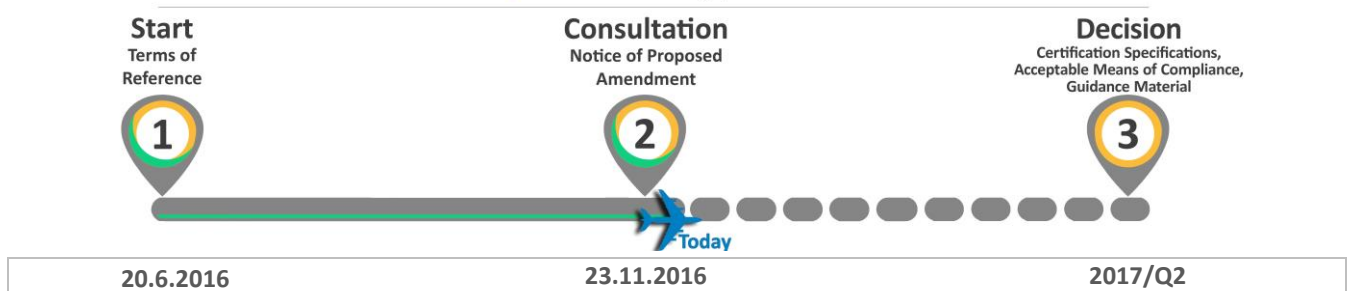 Start
Terms of
Reference
1
Consultation
Notice of Proposed
Amendment
2
Decision
Certification Specifications,
Acceptable Means of Compliance,
Guidance Material
3
Today
20.6.2016
23.11.2016
2017/Q2